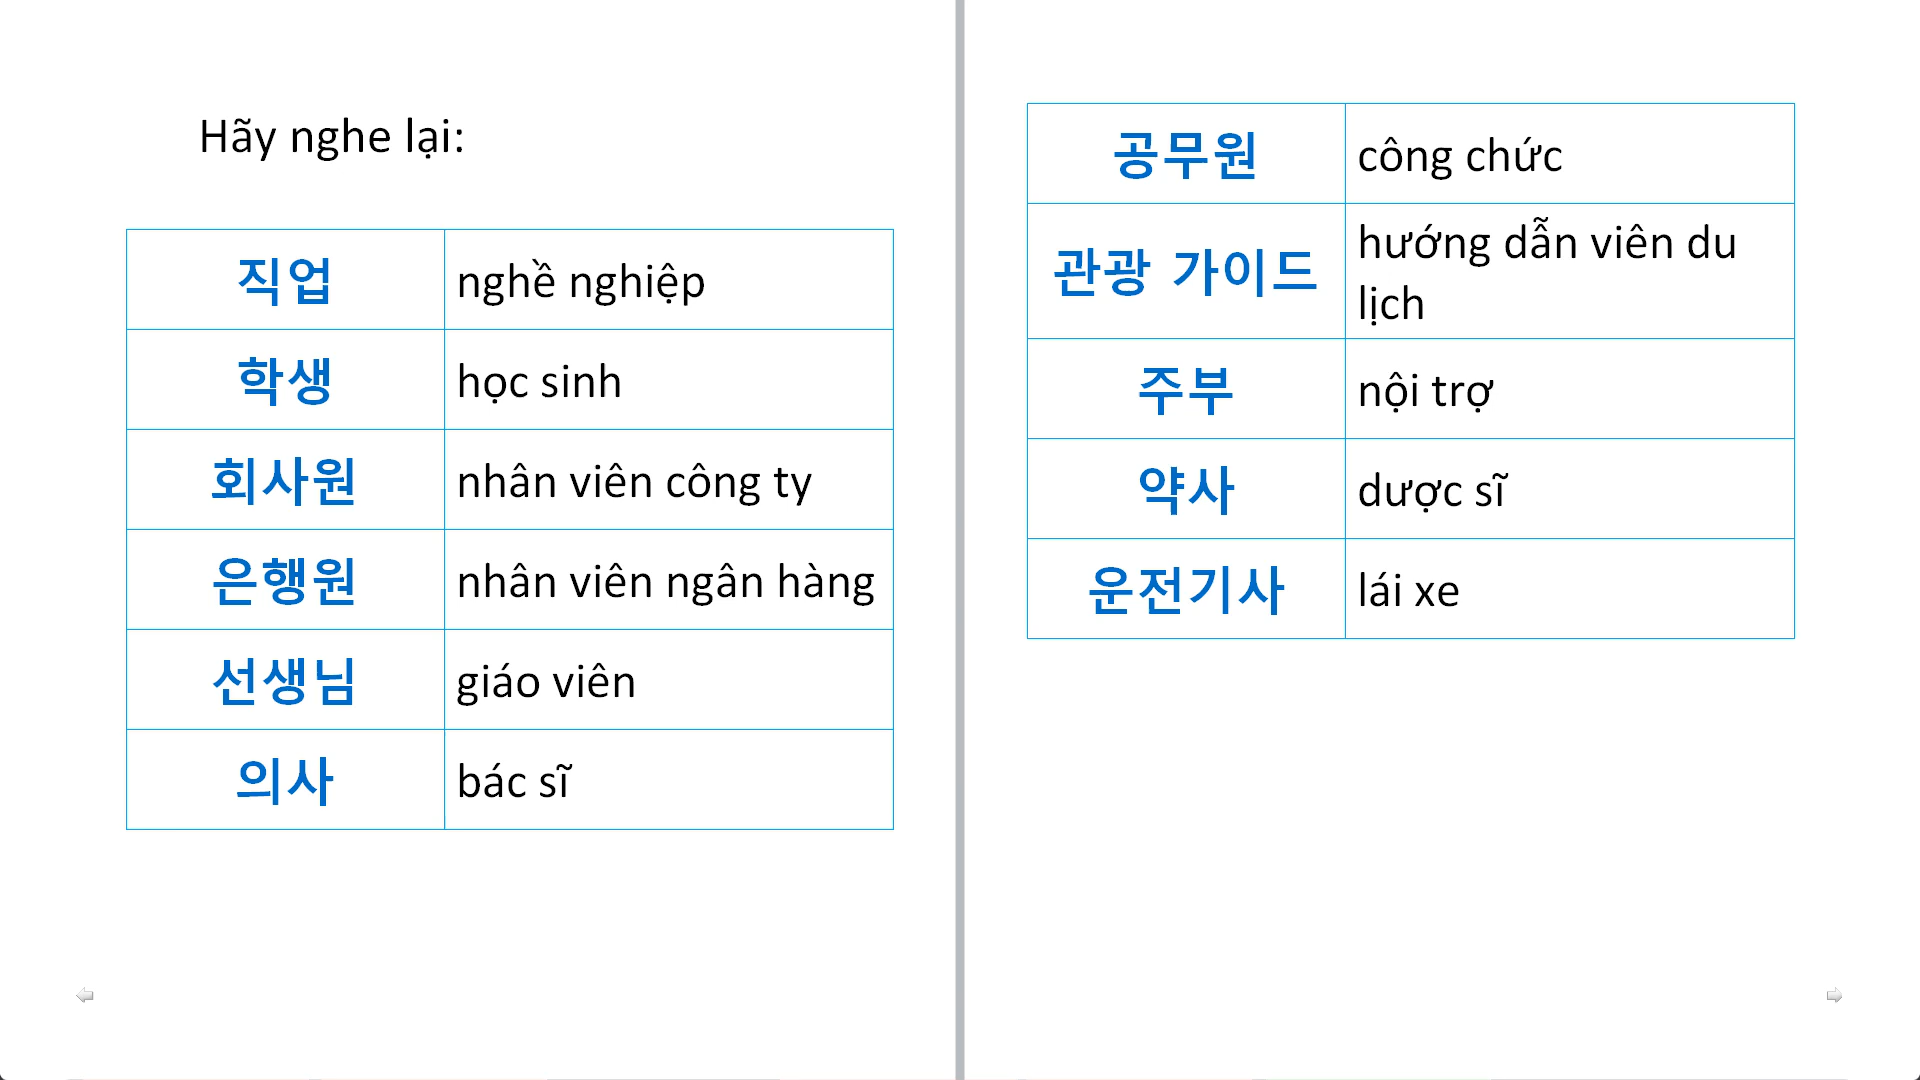 Hãy nghe lại:
직업 nghề nghiệp
학생 học sinh
회사원 nhân viên công ty
은행원 nhân viên ngân hàng
선생님 giáo viên
의사 bác sĩ
공무원 công chức
관광 가이드 hướng dẫn viên du
lịch
주부 nội trợ
약사 dược sĩ
운전기사 lái xe